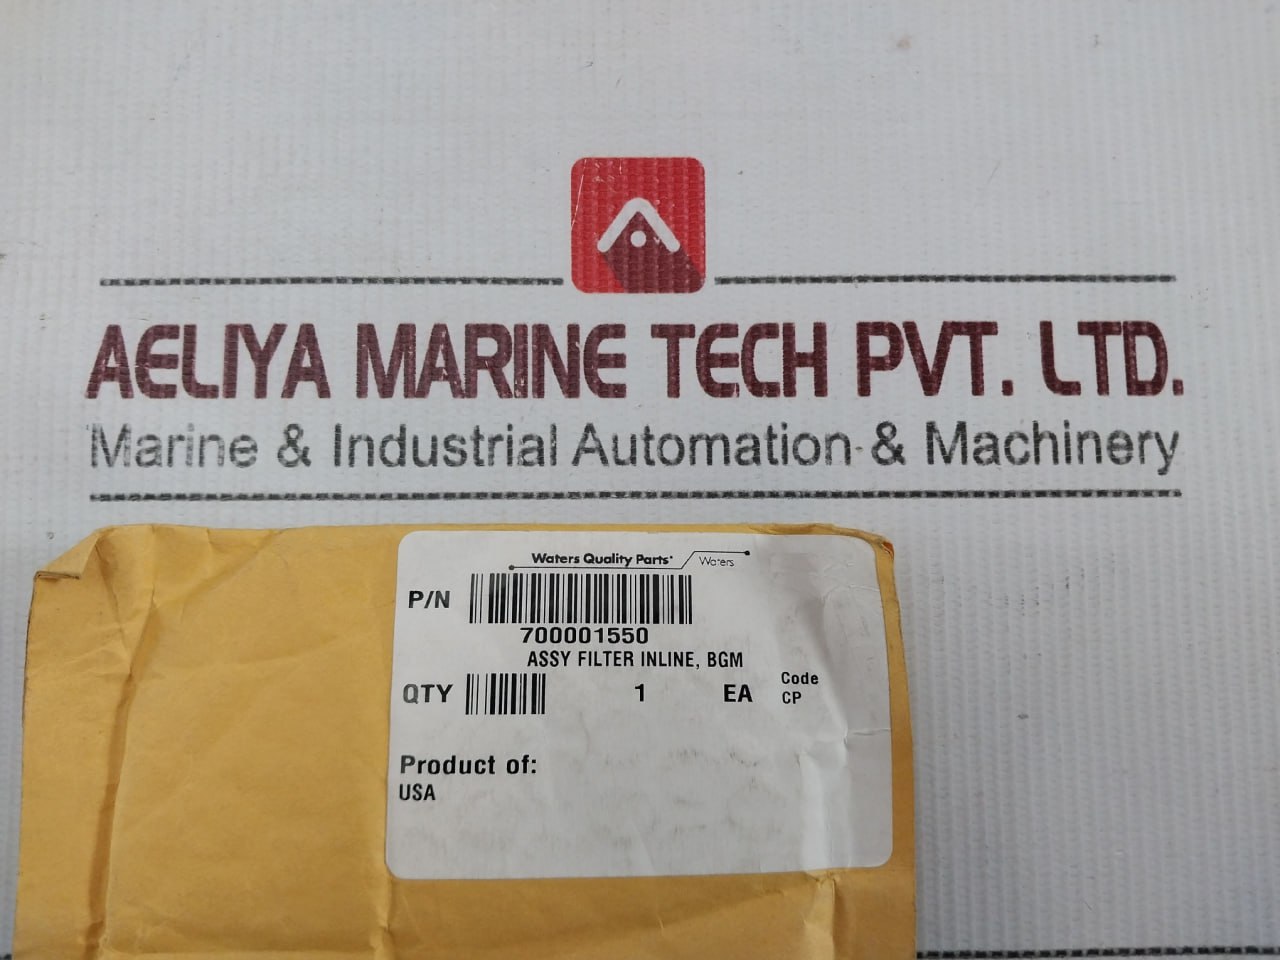 AELIYA MARINE TECH PVT. LTD.
Marine & Industrial Automation & Machinery
Waters Quality Parts Waters
P/N
700001550
ASSY FILTER INLINE, BGM
QTY 1 EA Code
CP
Product of:
USA